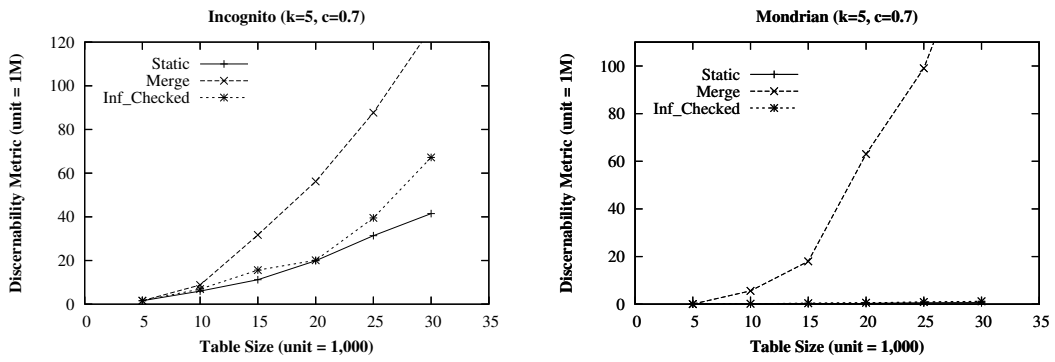 Incognito (k=5, c=0.7)
Discernability Metric (unit = 1M)
120
100
80
60
40
20
0
Static
Merge
Inf_Checked
0 5 10 15 20 25 30 35
Table Size (unit = 1,000)
Mondrian (k=5, c=0.7)
Discernability Metric (unit = 1M)
100
80
60
40
20
0
Static
Merge
Inf_Checked
0 5 10 15 20 25 30 35
Table Size (unit = 1,000)